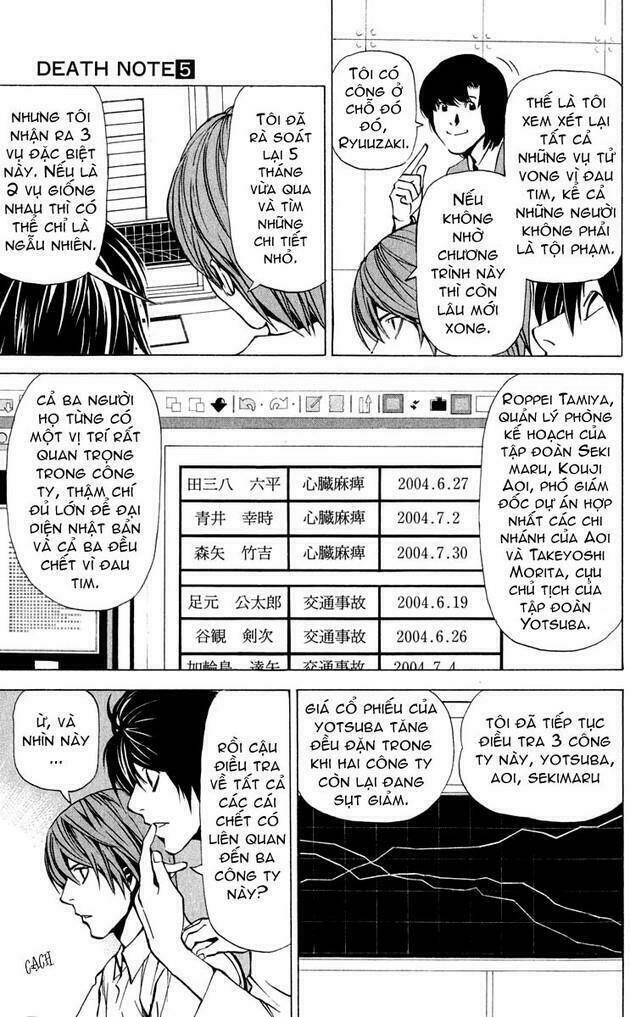 DEATH NOTE 5
THẾ LÀ TÔI
XEM XÉT LẠI
TẤT CẢ
NHỮNG VỤ TỬ
VONG VÌ ĐAU
TIM, KỂ CẢ
NHỮNG NGƯỜI
KHÔNG PHẢI
LÀ TỘI PHẠM.
TÔI CÓ
CÔNG Ở
CHỖ ĐÓ
ĐÓ,
RYUUZAKI.
NẾU
KHÔNG
NHỜ
CHƯƠNG
TRÌNH NÀY
THÌ CÒN
LÂU MỚI
XONG.
TÔI ĐÃ
RÀ SOÁT
LẠI 5
THÁNG
VỪA QUA
VÀ TÌM
NHỮNG
CHI TIẾT
NHỎ.
NHƯNG TÔI
NHẬN RA 3
VỤ ĐẶC BIỆT
NÀY. NẾU LÀ
2 VỤ GIỐNG
NHAU THÌ CÓ
THỂ CHỈ LÀ
NGẪU NHIÊN.
ROPPEI TAMIYA,
QUẢN LÝ PHÒNG
KẾ HOẠCH CỦA
TẬP ĐOÀN SEKI
MARU, KOUJI
AOI, PHÓ GIÁM
ĐỐC DỰ ÁN HỢP
NHẤT CÁC CHI
NHÁNH CỦA AOI
VÀ TAKEYOSHI
MORITA, CỰU
CHỦ TỊCH CỦA
TẬP ĐOÀN
YOTSUBA.
CẢ BA NGƯỜI
HỌ TỪNG CÓ
MỘT VỊ TRÍ RẤT
QUAN TRỌNG
TRONG CÔNG
TY, THẬM CHÍ
ĐỦ LỚN ĐỂ ĐẠI
DIỆN NHẬT BẢN
VÀ CẢ BA ĐỀU
CHẾT VÌ ĐAU
TIM.
田三八 六平 心臓麻痺 2004.6.27
青井 幸時 心臓麻痺 2004.7.2
森矢 竹吉 心臓麻痺 2004.7.30
足元 公太郎 交通事故 2004.6.19
谷観 剣次 交通事故 2004.6.26
加輪島 達矢 交通事故 2004.7.4
TÔI ĐÃ TIẾP TỤC
ĐIỀU TRA 3 CÔNG
TY NÀY, YOTSUBA,
AOI, SEKIMARU
GIÁ CỔ PHIẾU CỦA
YOTSUBA TĂNG
ĐỀU ĐẶN TRONG
KHI HAI CÔNG TY
CÒN LẠI ĐANG
SỤT GIẢM.
RỒI CẬU
ĐIỀU TRA
VỀ TẤT CẢ
CÁC CÁI
CHẾT CÓ
LIÊN QUAN
ĐẾN BA
CÔNG TY
NÀY?
Ừ, VÀ
NHÌN NÀY
...
CẠCH